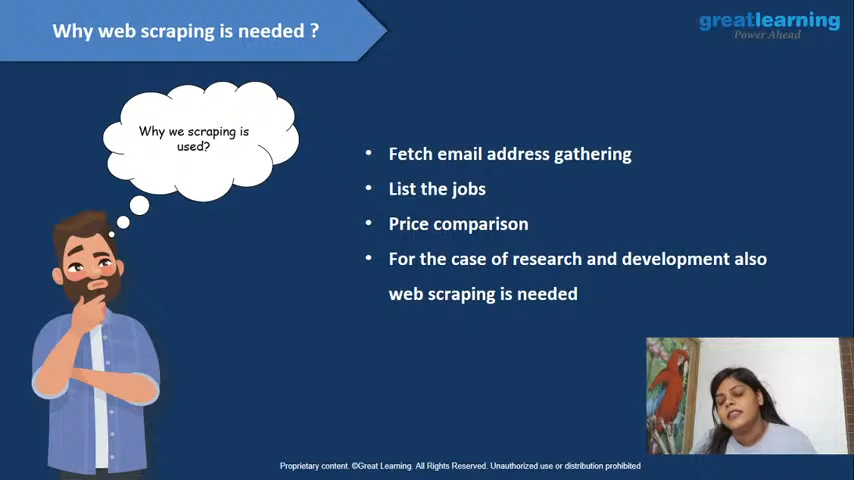 Why web scraping is needed ?
greatlearning
Power Ahead
Why we scraping is
used?
• Fetch email address gathering
• List the jobs
• Price comparison
• For the case of research and development also
web scraping is needed
Proprietary content. ©Great Learning. All Rights Reserved. Unauthorized use or distribution prohibited